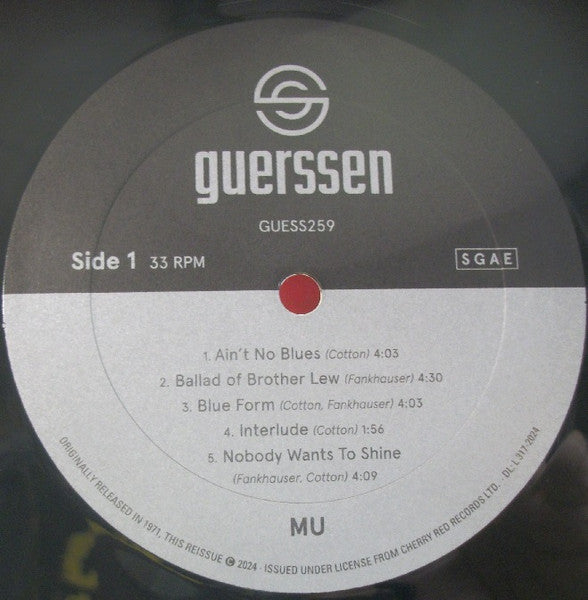 guerssen
GUESS259
Side 1 33 RPM
SGAE
1. Ain't No Blues (Cotton) 4:03
2. Ballad of Brother Lew (Fankhauser) 4:30
3. Blue Form (Cotton, Fankhauser) 4:03
4. Interlude (Cotton) 1:56
5. Nobody Wants To Shine
(Fankhauser, Cotton) 4:09
MU
ORIGINALLY RELEASED IN 1971, THIS REISSUE © 2024 · ISSUED UNDER LICENSE FROM CHERRY RED RECORDS LTD. · DL: L 317-2024